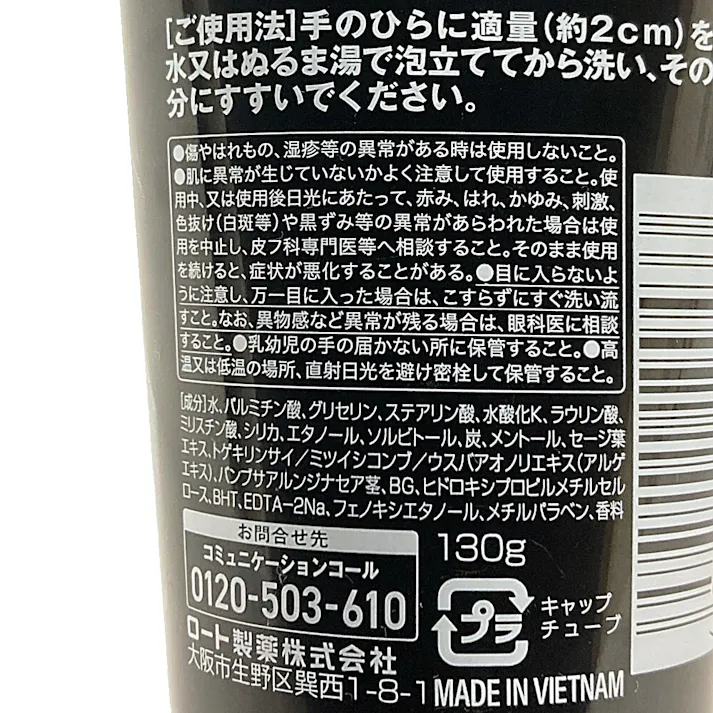 [ご使用法]手のひらに適量(約2cm)を
水又はぬるま湯で泡立ててから洗い、その
分にすすいでください。
●傷やはれもの、湿疹等の異常がある時は使用しないこと。
●肌に異常が生じていないかよく注意して使用すること。使
用中、又は使用後日光にあたって、赤み、はれ、かゆみ、刺激、
色抜け(白斑等)や黒ずみ等の異常があらわれた場合は使
用を中止し、皮フ科専門医等へ相談すること。そのまま使用
を続けると、症状が悪化することがある。●目に入らないよ
うに注意し、万一目に入った場合は、こすらずにすぐ洗い流
すこと。なお、異物感など異常が残る場合は、眼科医に相談
すること。●乳幼児の手の届かない所に保管すること。●高
温又は低温の場所、直射日光を避け密栓して保管すること。
[成分]水、パルミチン酸、グリセリン、ステアリン酸、水酸化K、ラウリン酸、
ミリスチン酸、シリカ、エタノール、ソルビトール、炭、メントール、セージ葉
エキス、トゲキリンサイ/ミツイシコンブ/ウスバアオノリエキス(アルゲ
エキス)、バンブサアルンジナセア茎、BG、ヒドロキシプロピルメチルセル
ロース、BHT、EDTA-2Na、フェノキシエタノール、メチルパラベン、香料
お問合せ先
コミュニケーションコール
0120-503-610
ロート製薬株式会社
大阪市生野区巽西1-8-1
130g
プラ
キャップ
チューブ
MADE IN VIETNAM